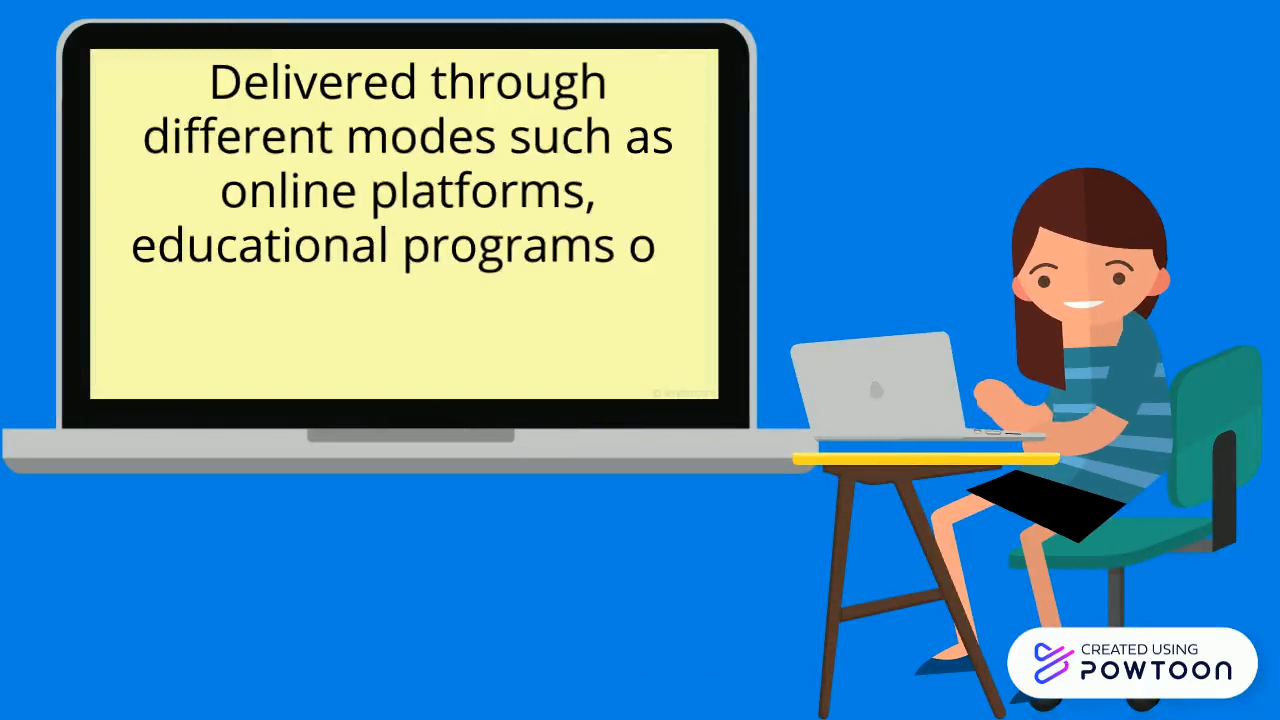 Delivered through
different modes such as
online platforms,
educational programs o
CREATED USING
POWTOON